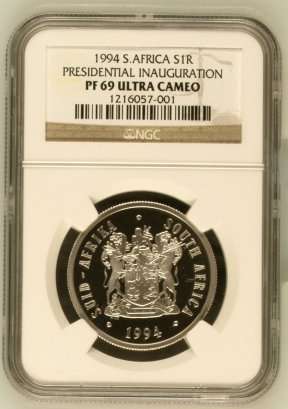 1994 S.AFRICA S1R
PRESIDENTIAL INAUGURATION
PF 69 ULTRA CAMEO
1216057-001
NGC
SUID-AFRIKA SOUTH AFRICA
1994